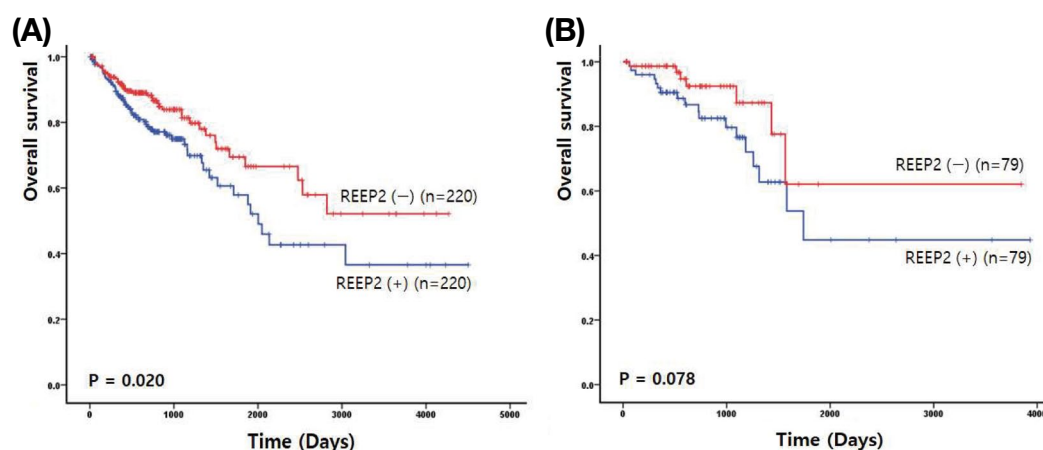 (A)
Overall survival
1.0
0.8
0.6
0.4
0.2
0.0
REEP2 (−) (n=220)
REEP2 (+) (n=220)
P = 0.020
0 1000 2000 3000 4000 5000
Time (Days)
(B)
Overall survival
1.0
0.8
0.6
0.4
0.2
0.0
REEP2 (−) (n=79)
REEP2 (+) (n=79)
P = 0.078
0 1000 2000 3000 400
Time (Days)